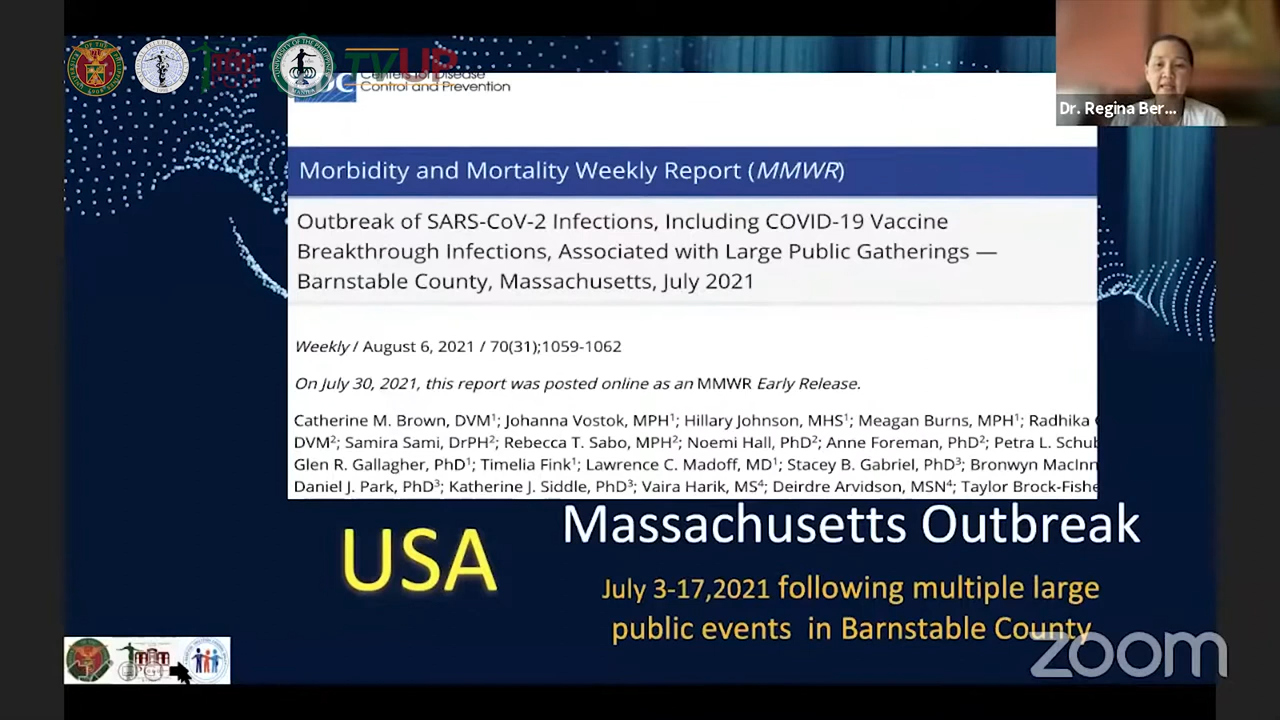 TVUP
Centers for Disease
Control and Prevention
Dr. Regina Ber...
Morbidity and Mortality Weekly Report (MMWR)
Outbreak of SARS-CoV-2 Infections, Including COVID-19 Vaccine
Breakthrough Infections, Associated with Large Public Gatherings —
Barnstable County, Massachusetts, July 2021
Weekly / August 6, 2021 / 70(31);1059-1062
On July 30, 2021, this report was posted online as an MMWR Early Release.
Catherine M. Brown, DVM¹; Johanna Vostok, MPH¹; Hillary Johnson, MHS¹; Meagan Burns, MPH¹; Radhika
DVM²; Samira Sami, DrPH²; Rebecca T. Sabo, MPH²; Noemi Hall, PhD²; Anne Foreman, PhD²; Petra L. Schub
Glen R. Gallagher, PhD¹; Timelia Fink¹; Lawrence C. Madoff, MD¹; Stacey B. Gabriel, PhD³; Bronwyn MacInn
Daniel J. Park, PhD³; Katherine J. Siddle, PhD³; Vaira Harik, MS⁴; Deirdre Arvidson, MSN⁴; Taylor Brock-Fishe
USA
Massachusetts Outbreak
July 3-17,2021 following multiple large
public events in Barnstable County
zoom